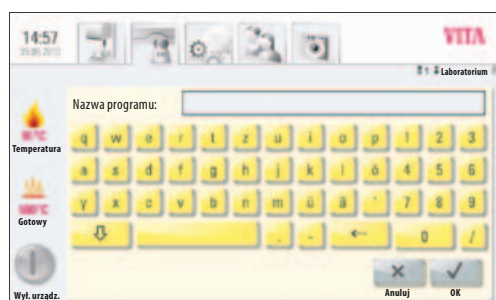 14:57
VITA
1 Laboratorium
Nazwa programu:
Temperatura
q w e r t z u i o p 1 2 3
a s d f g h j k l ö 4 5 6
y x c v b n m ü ä ' 7 8 9
. - 0 /
Gotowy
Wył. urządz.
Anuluj OK